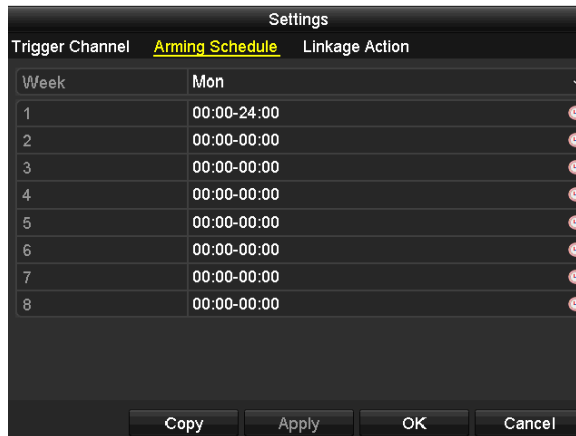 Settings
Trigger Channel Arming Schedule Linkage Action
Week Mon
1 00:00-24:00
2 00:00-00:00
3 00:00-00:00
4 00:00-00:00
5 00:00-00:00
6 00:00-00:00
7 00:00-00:00
8 00:00-00:00
Copy Apply OK Cancel